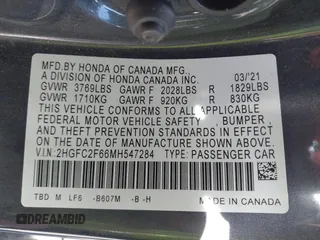 MFD.BY HONDA OF CANADA MFG.,
A DIVISION OF HONDA CANADA INC. 03/'21
GVWR 3769LBS GAWR F 2028LBS R 1829LBS
GVWR 1710KG GAWR F 920KG R 830KG
THIS VEHICLE CONFORMS TO ALL APPLICABLE
FEDERAL MOTOR VEHICLE SAFETY , BUMPER ,
AND THEFT PREVENTION STANDARDS IN EFFECT
ON THE DATE OF MANUFACTURE SHOWN ABOVE.
V.I.N:2HGFC2F66MH547284 TYPE:PASSENGER CAR
TBD M LF6 -B607M -B -H MADE IN CANADA
DREAMBID